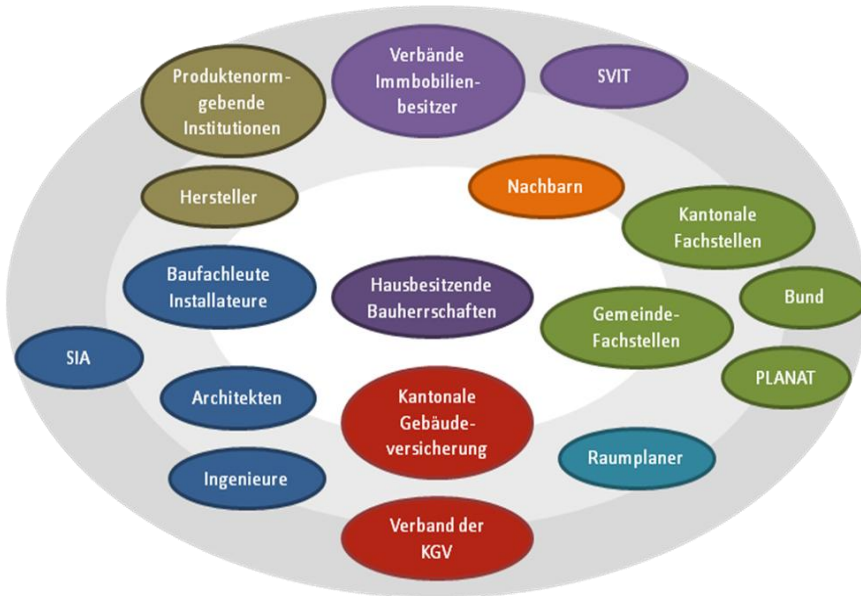 Produktenorm-
gebende
Institutionen
Verbände
Immbobilien-
besitzer
SVIT
Hersteller
Nachbarn
Kantonale
Fachstellen
Baufachleute
Installateure
Hausbesitzende
Bauherrschaften
Gemeinde-
Fachstellen
Bund
SIA
PLANAT
Architekten
Kantonale
Gebäude-
versicherung
Ingenieure
Raumplaner
Verband der
KGV